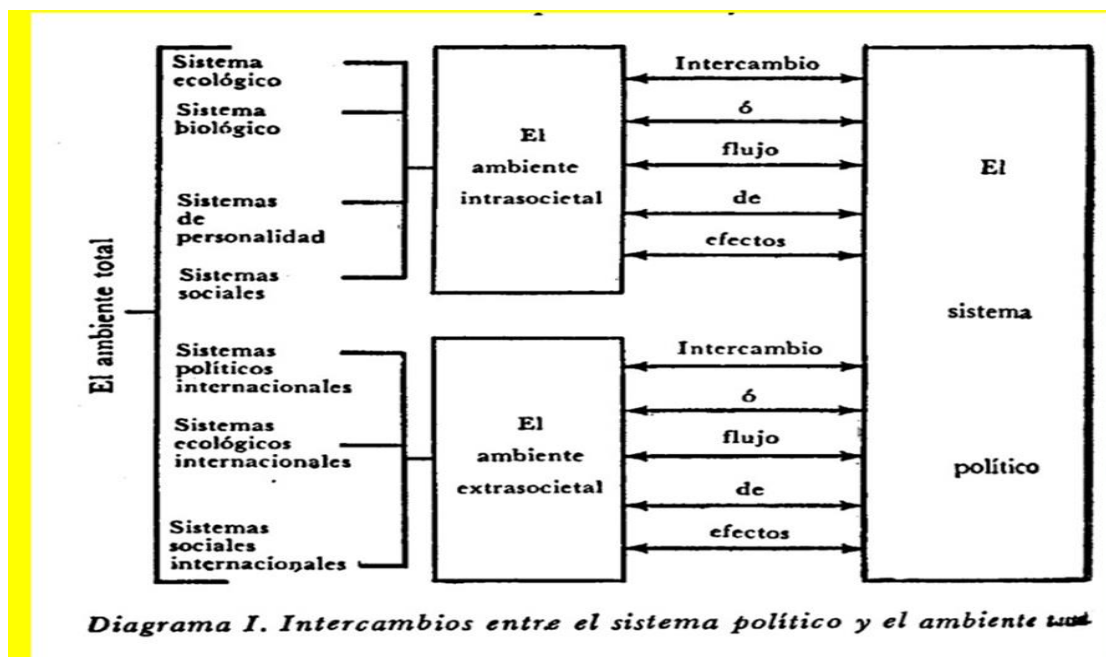 El ambiente total
Sistema
ecológico
Sistema
biológico
Sistemas
de
personalidad
Sistemas
sociales
Sistemas
políticos
internacionales
Sistemas
ecológicos
internacionales
Sistemas
sociales
internacionales
El
ambiente
intrasocietal
El
ambiente
extrasocietal
Intercambio
ó
flujo
de
efectos
Intercambio
ó
flujo
de
efectos
El
sistema
político
Diagrama I. Intercambios entre el sistema político y el ambiente